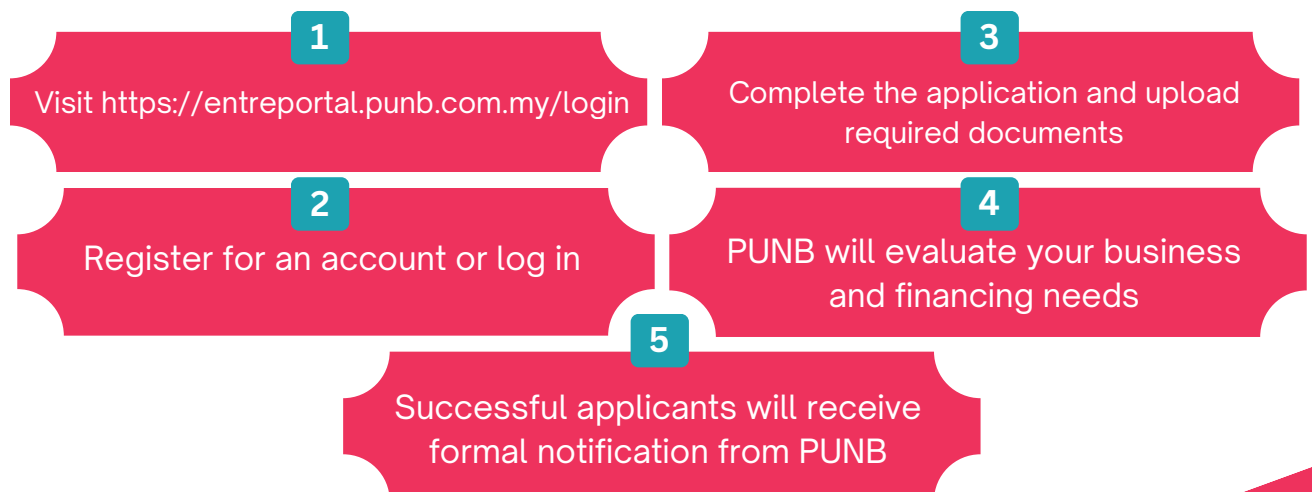 1
Visit https://entreportal.punb.com.my/login
2
Register for an account or log in
3
Complete the application and upload
required documents
4
PUNB will evaluate your business
and financing needs
5
Successful applicants will receive
formal notification from PUNB